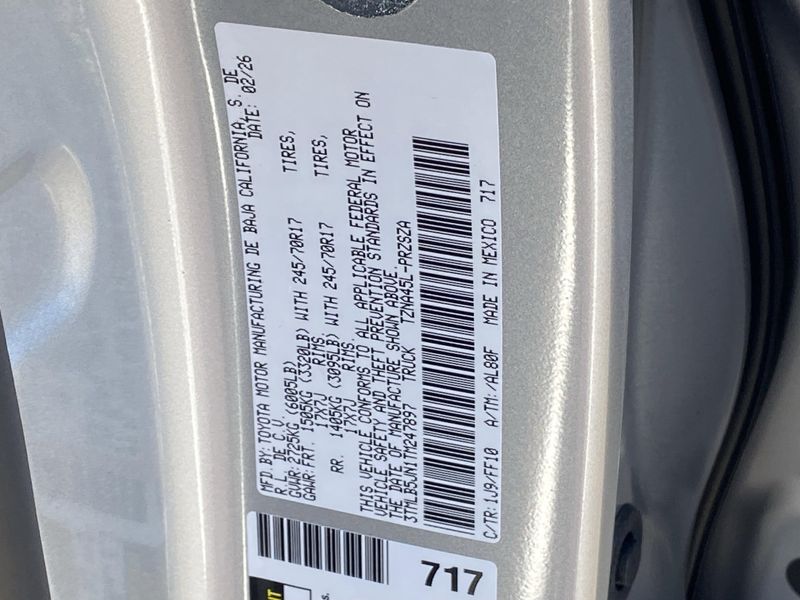 MFD.BY:TOYOTA MOTOR MANUFACTURING DE BAJA CALIFORNIA, S. DE
R. L. DE C. V. DATE: 02/26
GVWR:2725KG (6005LB)
GAWR:FRT. 1505KG (3320LB) WITH 245/70R17 TIRES,
17X7J RIMS.
RR. 1405KG (3095LB) WITH 245/70R17 TIRES,
17X7J RIMS.
THIS VEHICLE CONFORMS TO ALL APPLICABLE FEDERAL MOTOR
VEHICLE SAFETY AND THEFT PREVENTION STANDARDS IN EFFECT ON
THE DATE OF MANUFACTURE SHOWN ABOVE.
3TMLB5JN1TM247897 TRUCK TZNA45L-PRZSZA
C/TR:1J9/FF10 A/TM: /AL80F MADE IN MEXICO 717
717